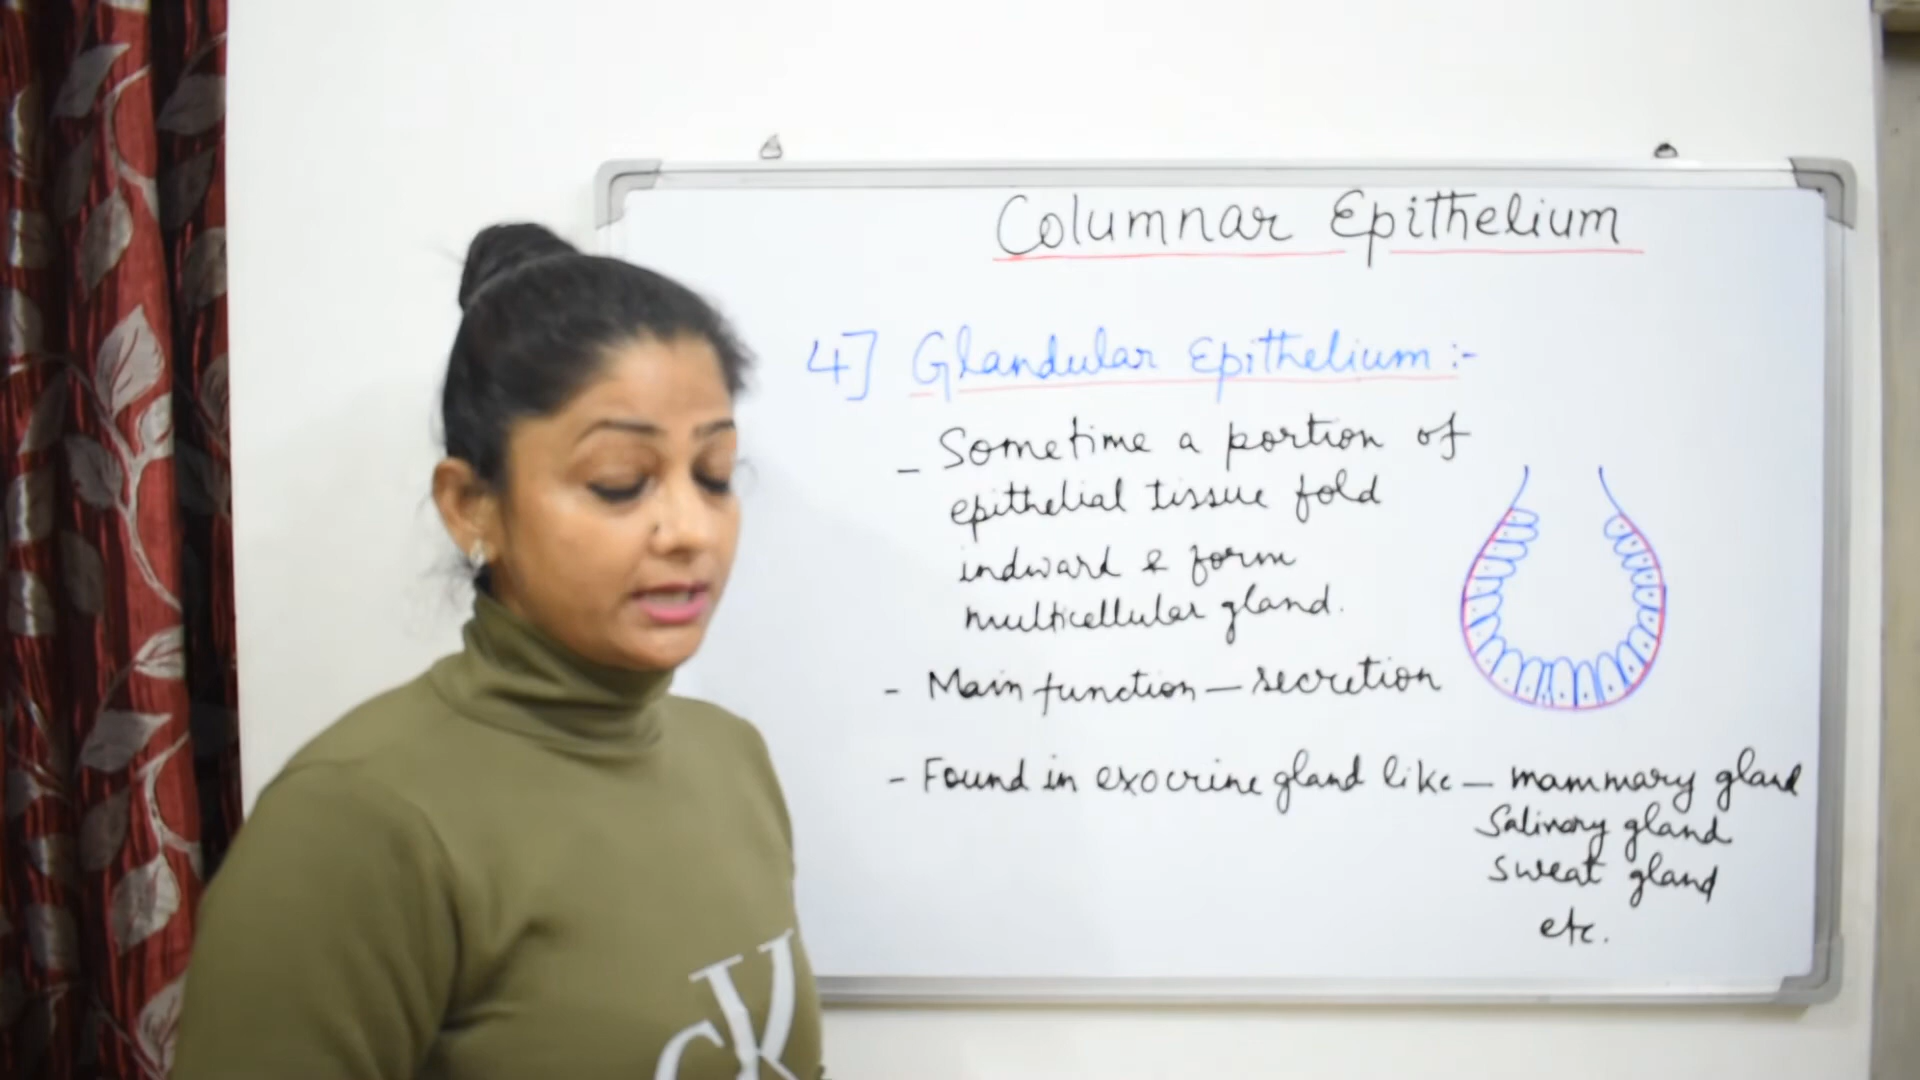 Columnar Epithelium
4] Glandular Epithelium :-
- Sometime a portion of
epithelial tissue fold
indward & form
multicellular gland.
- Main function - secretion
- Found in exocrine gland like - mammary gland
Salivary gland
sweat gland
etc.
CK